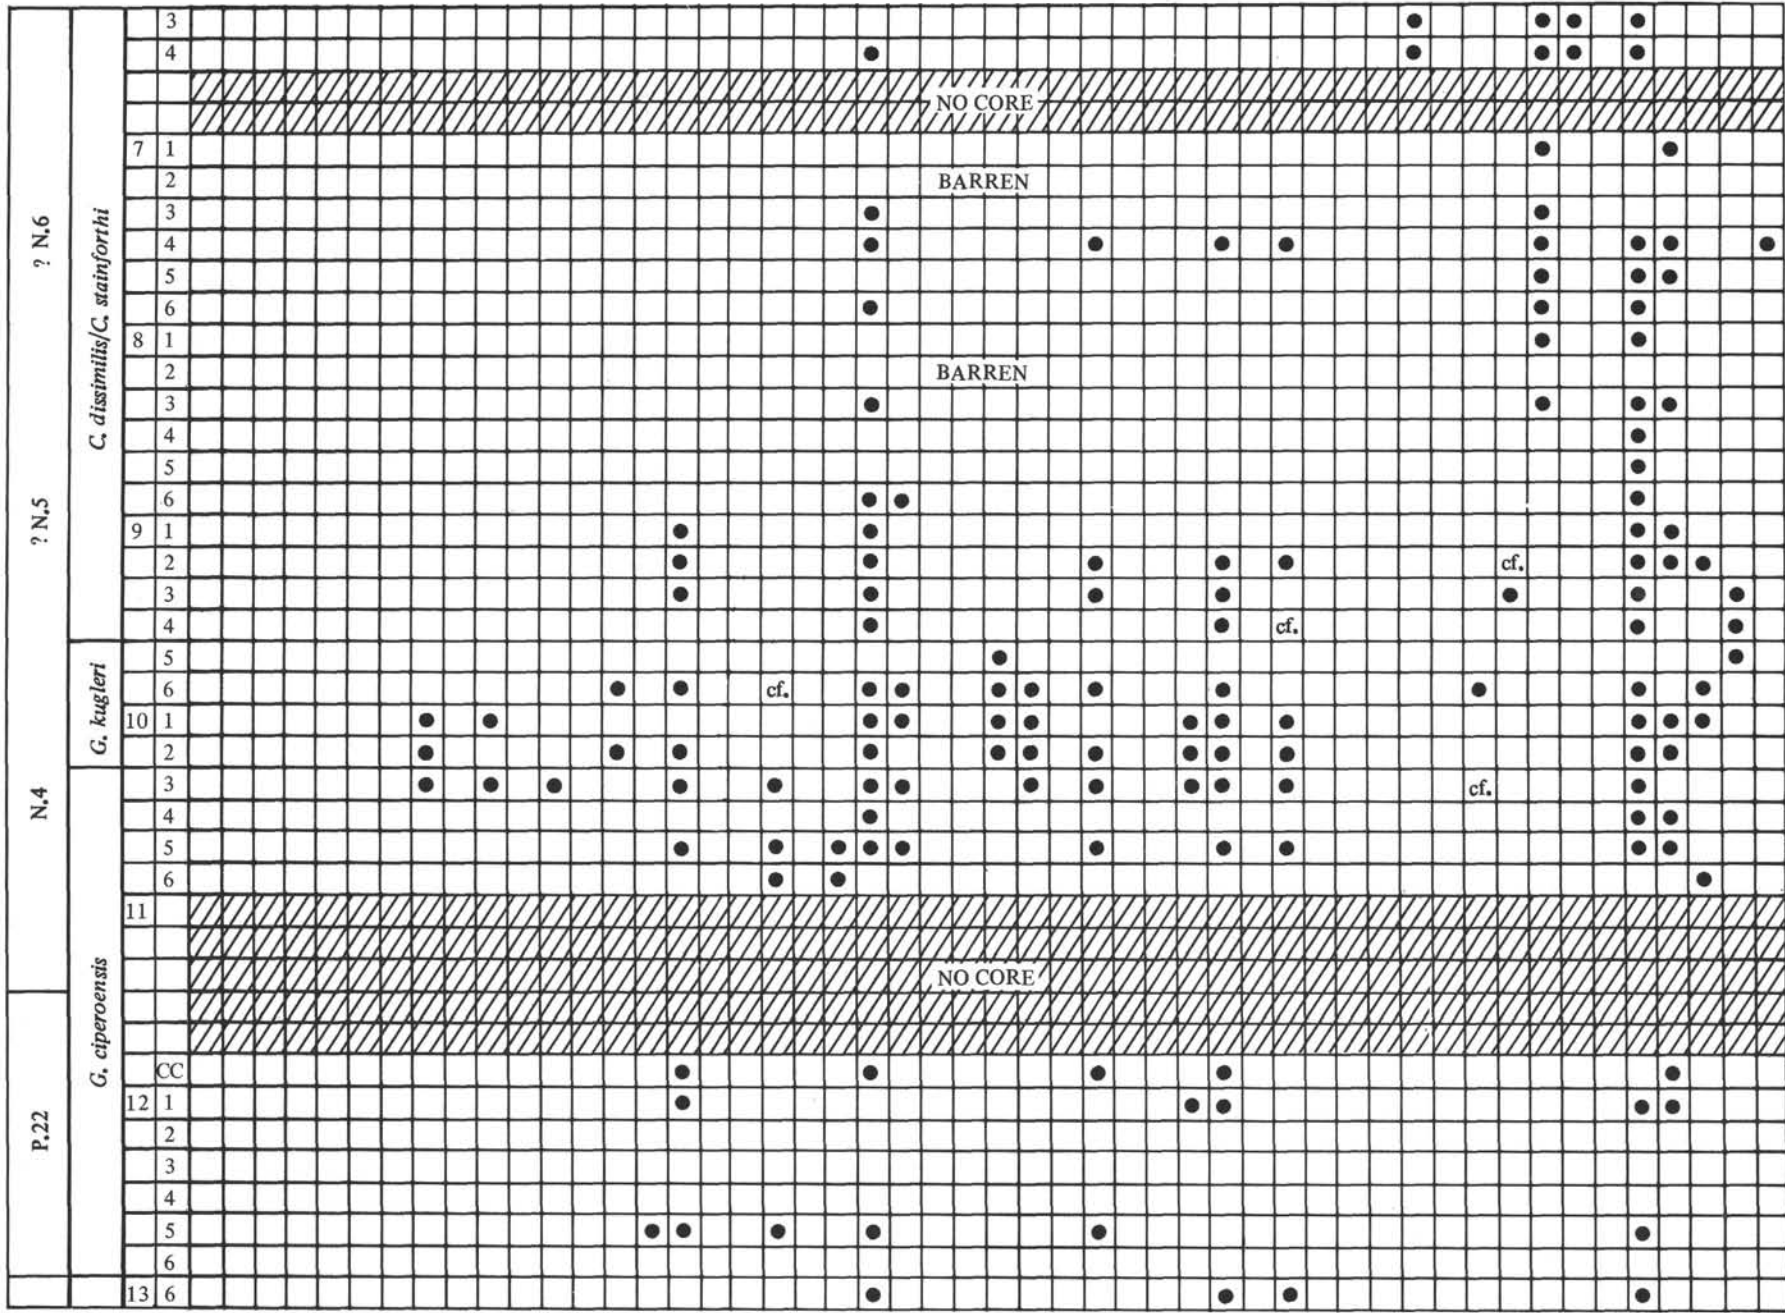 3
4
NO CORE
7 1
2 BARREN
3
? N.6
4
5
6
C. dissimilis/C. stainforthi
8 1
2 BARREN
3
4
5
6
? N.5
9 1
2 cf.
3
4 cf.
5
G. kugleri
6 cf.
10 1
2
3 cf.
N.4
4
5
6
11
NO CORE
G. ciperoensis
CC
12 1
P.22
2
3
4
5
6
13 6